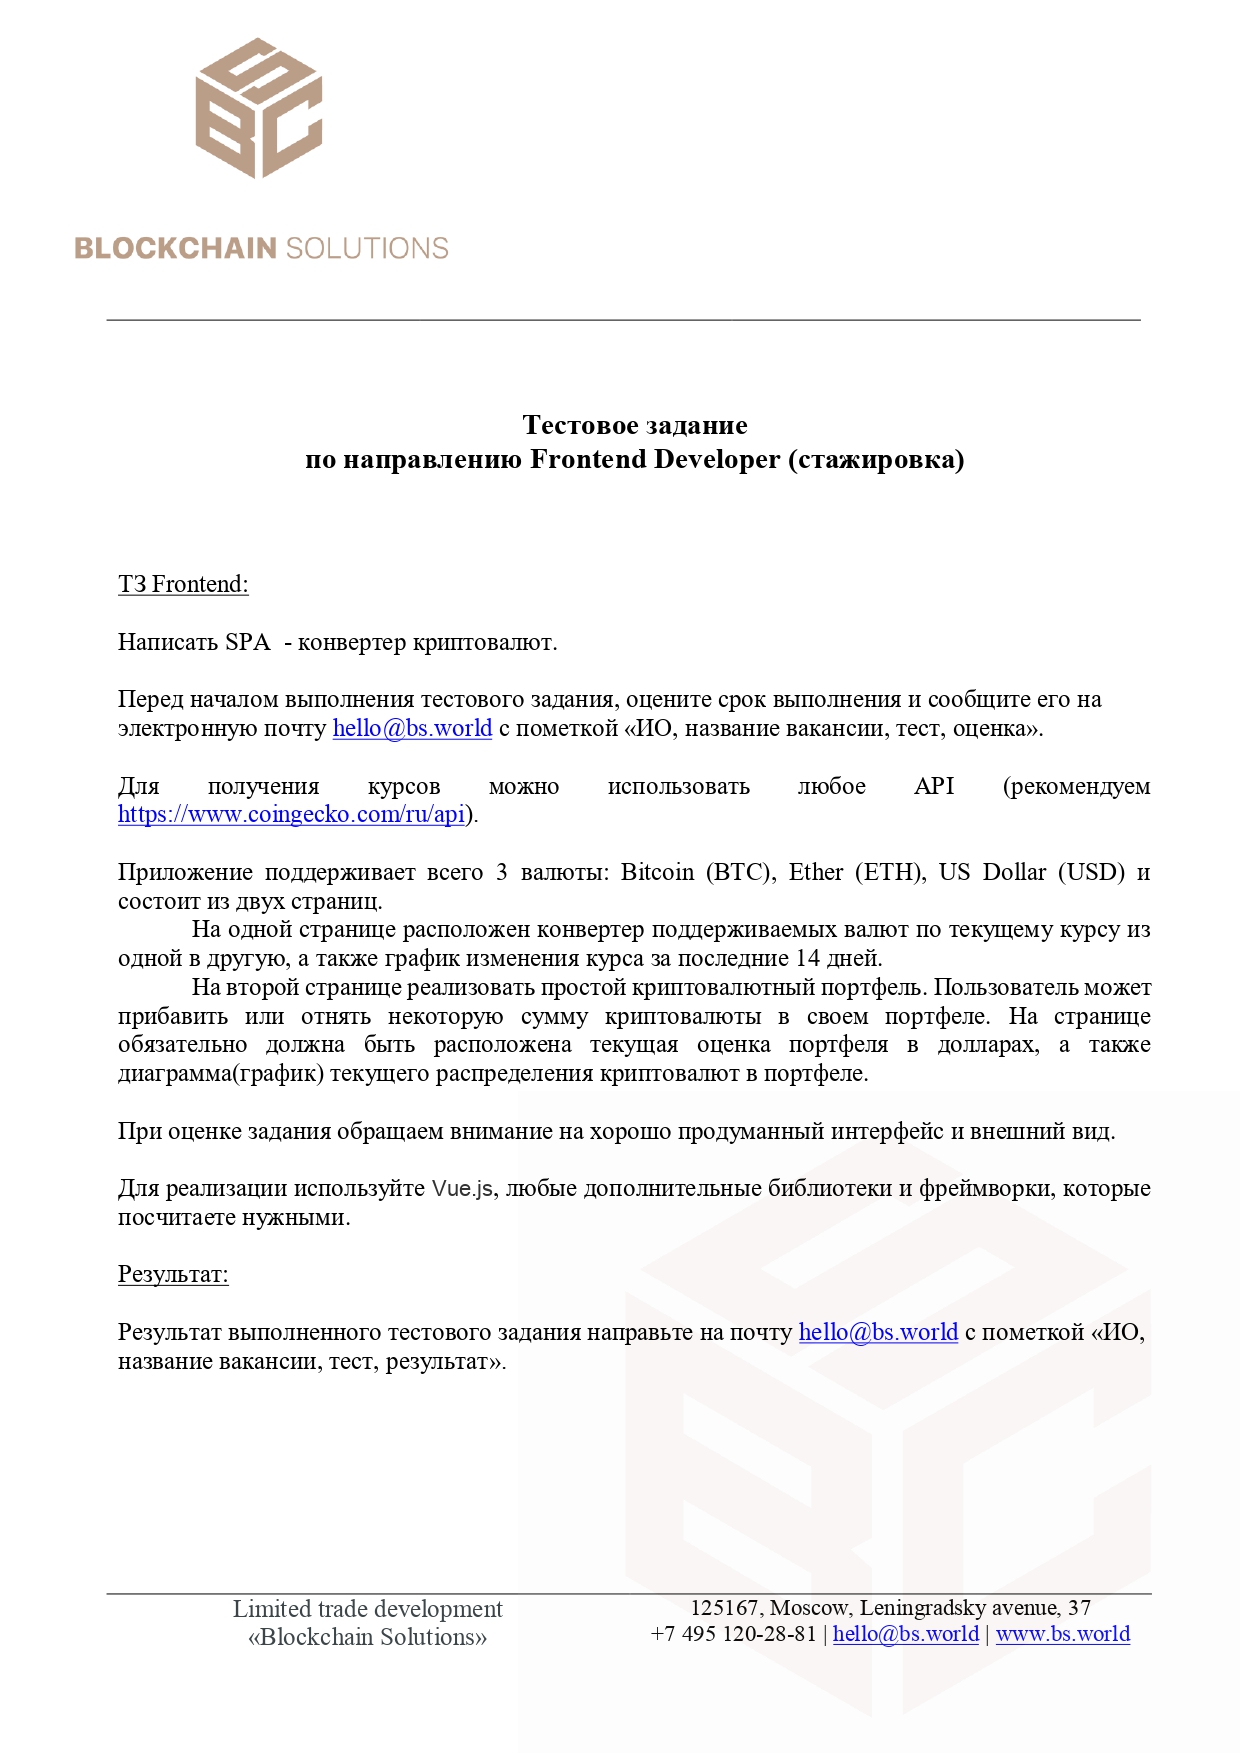 SBC
BLOCKCHAIN SOLUTIONS
Тестовое задание
по направлению Frontend Developer (стажировка)
ТЗ Frontend:
Написать SPA - конвертер криптовалют.
Перед началом выполнения тестового задания, оцените срок выполнения и сообщите его на
электронную почту hello@bs.world с пометкой «ИО, название вакансии, тест, оценка».
Для получения курсов можно использовать любое API (рекомендуем
https://www.coingecko.com/ru/api).
Приложение поддерживает всего 3 валюты: Bitcoin (BTC), Ether (ETH), US Dollar (USD) и
состоит из двух страниц.
На одной странице расположен конвертер поддерживаемых валют по текущему курсу из
одной в другую, а также график изменения курса за последние 14 дней.
На второй странице реализовать простой криптовалютный портфель. Пользователь может
прибавить или отнять некоторую сумму криптовалюты в своем портфеле. На странице
обязательно должна быть расположена текущая оценка портфеля в долларах, а также
диаграмма(график) текущего распределения криптовалют в портфеле.
При оценке задания обращаем внимание на хорошо продуманный интерфейс и внешний вид.
Для реализации используйте Vue.js, любые дополнительные библиотеки и фреймворки, которые
посчитаете нужными.
Результат:
Результат выполненного тестового задания направьте на почту hello@bs.world с пометкой «ИО,
название вакансии, тест, результат».
Limited trade development
«Blockchain Solutions»
125167, Moscow, Leningradsky avenue, 37
+7 495 120-28-81 | hello@bs.world | www.bs.world